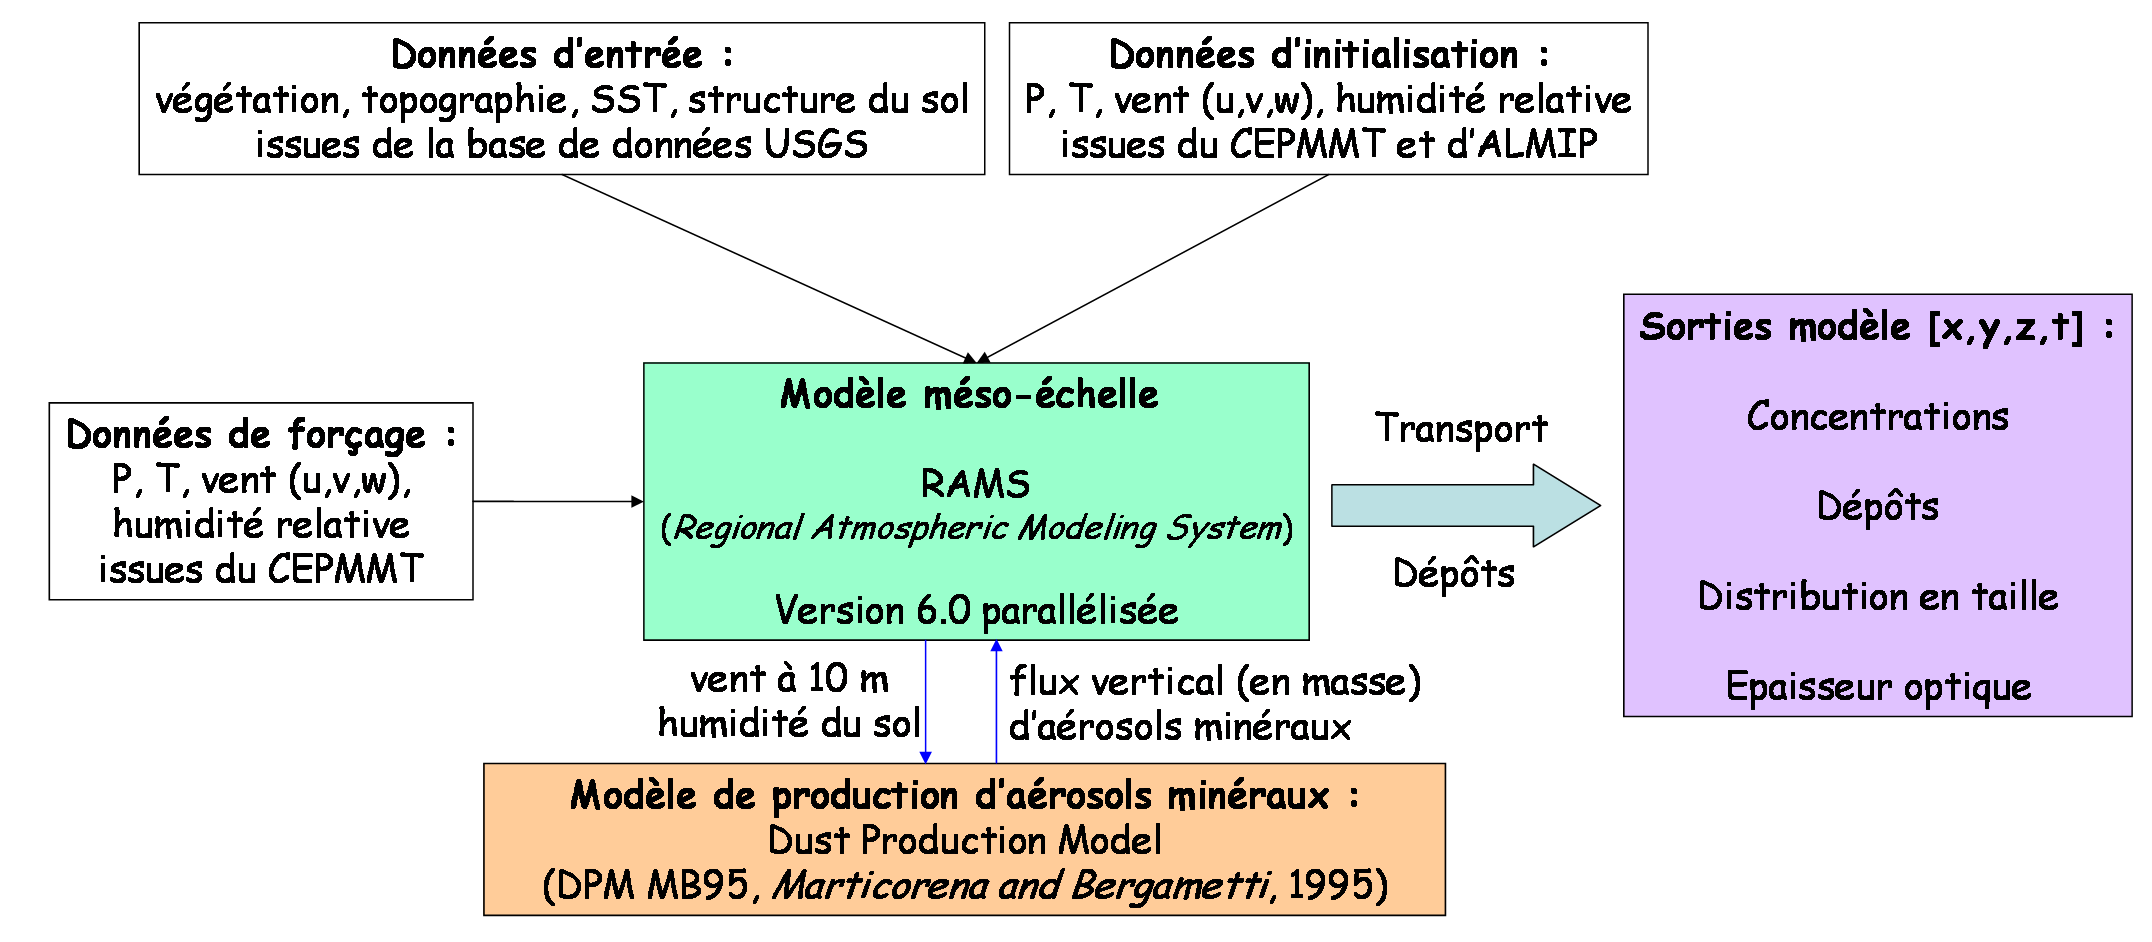 Données d'entrée :
végétation, topographie, SST, structure du sol
issues de la base de données USGS
Données d'initialisation :
P, T, vent (u,v,w), humidité relative
issues du CEPMMT et d'ALMIP
Données de forçage :
P, T, vent (u,v,w),
humidité relative
issues du CEPMMT
Modèle méso-échelle
RAMS
(Regional Atmospheric Modeling System)
Version 6.0 parallélisée
Transport
Dépôts
Sorties modèle [x,y,z,t] :
Concentrations
Dépôts
Distribution en taille
Epaisseur optique
vent à 10 m
humidité du sol
flux vertical (en masse)
d'aérosols minéraux
Modèle de production d'aérosols minéraux :
Dust Production Model
(DPM MB95, Marticorena and Bergametti, 1995)